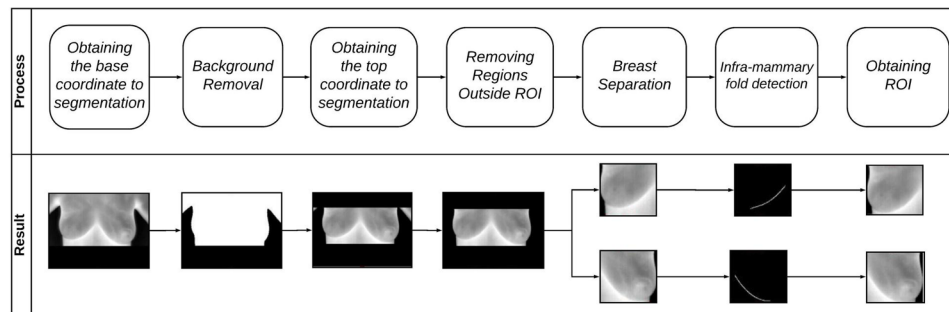 Process
Obtaining
the base
coordinate to
segmentation
Background
Removal
Obtaining
the top
coordinate to
segmentation
Removing
Regions
Outside ROI
Breast
Separation
Infra-mammary
fold detection
Obtaining
ROI
Result